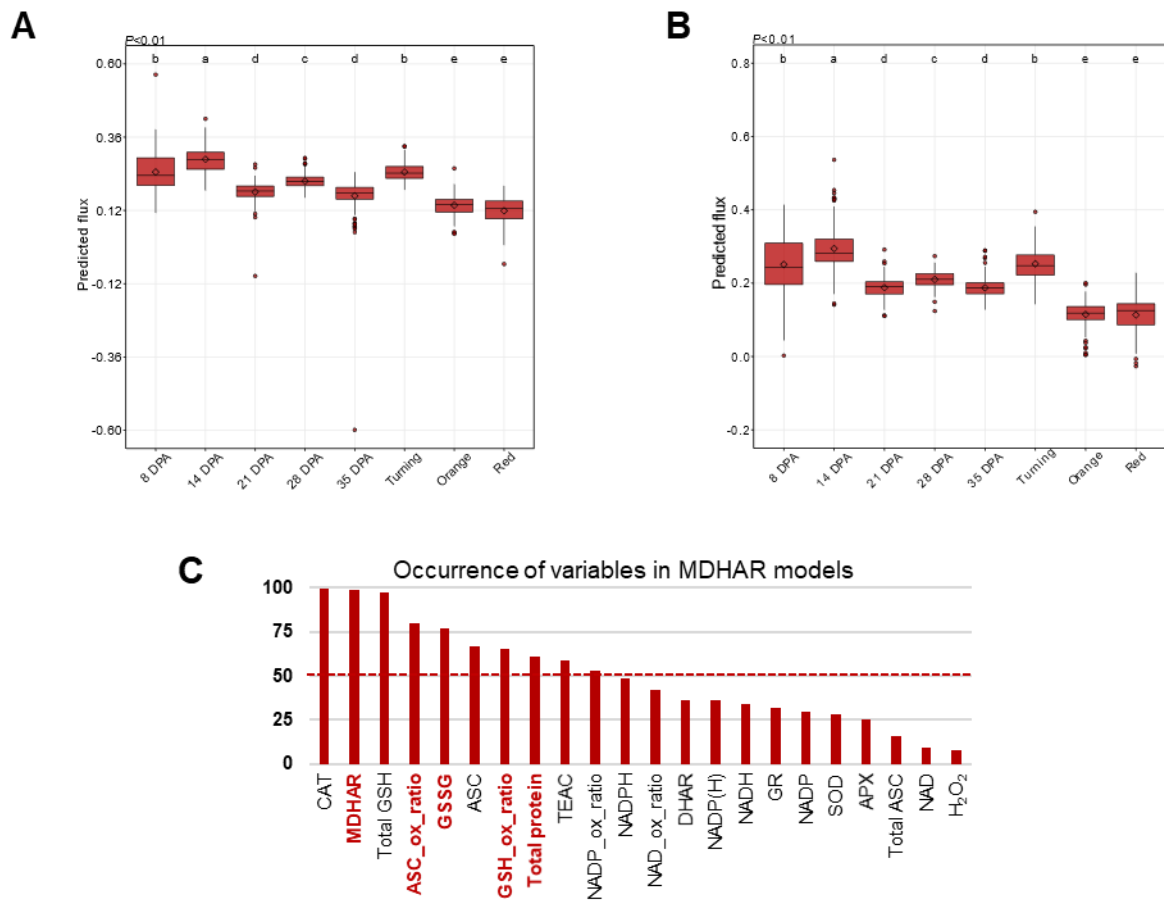 A
P<0.01
b a d c d b e e
0.60
0.36
0.12
-0.12
-0.36
-0.60
Predicted flux
8 DPA
14 DPA
21 DPA
28 DPA
35 DPA
Turning
Orange
Red
B
P<0.01
b a d c d b e e
0.8
0.6
0.4
0.2
0.0
-0.2
Predicted flux
8 DPA
14 DPA
21 DPA
28 DPA
35 DPA
Turning
Orange
Red
C
Occurrence of variables in MDHAR models
100
75
50
25
0
CAT
MDHAR
Total GSH
ASC_ox_ratio
GSSG
ASC
GSH_ox_ratio
Total protein
TEAC
NADP_ox_ratio
NADPH
NAD_ox_ratio
DHAR
NADP(H)
NADH
GR
NADP
SOD
APX
Total ASC
NAD
H₂O₂